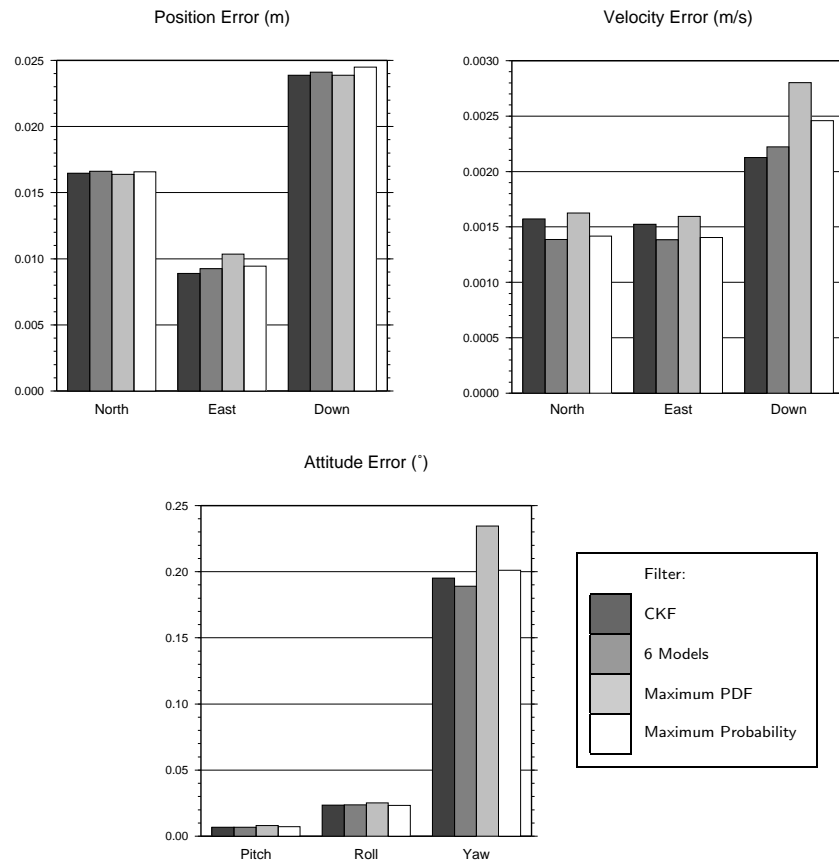 Position Error (m)
0.025
0.020
0.015
0.010
0.005
0.000
North East Down
Velocity Error (m/s)
0.0030
0.0025
0.0020
0.0015
0.0010
0.0005
0.0000
North East Down
Attitude Error (°)
0.25
0.20
0.15
0.10
0.05
0.00
Pitch Roll Yaw
Filter:
CKF
6 Models
Maximum PDF
Maximum Probability